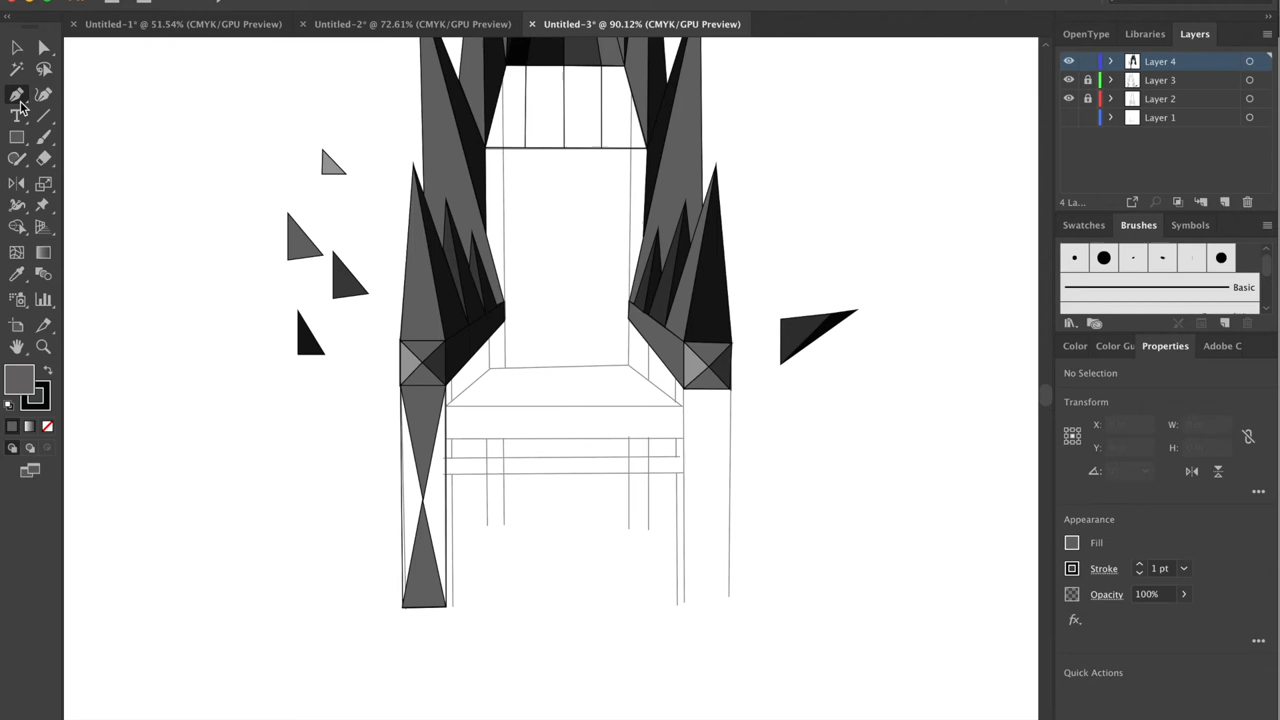 Untitled-1* @ 51.54% (CMYK/GPU Preview)
Untitled-2* @ 72.61% (CMYK/GPU Preview)
Untitled-3* @ 90.12% (CMYK/GPU Preview)
OpenType Libraries Layers
Layer 4
Layer 3
Layer 2
Layer 1
4 La...
Swatches Brushes Symbols
Basic
Color Color Gu Properties Adobe C
No Selection
Transform
X: W:
Y:
Appearance
Fill
Stroke 1 pt
Opacity 100%
fx.
Quick Actions